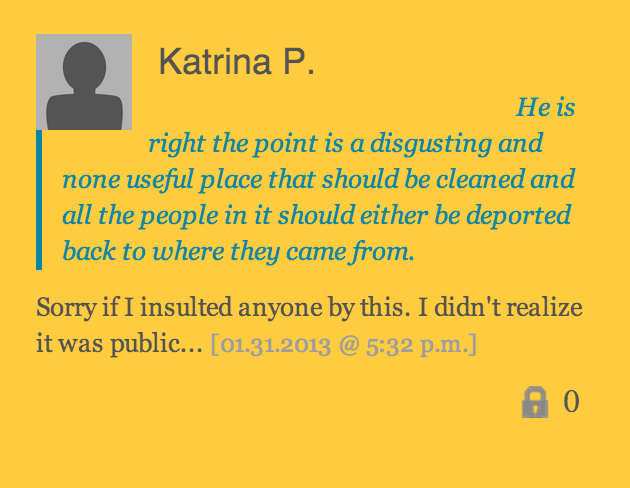 Katrina P.
He is
right the point is a disgusting and
none useful place that should be cleaned and
all the people in it should either be deported
back to where they came from.
Sorry if I insulted anyone by this. I didn't realize
it was public... [01.31.2013 @ 5:32 p.m.]
0